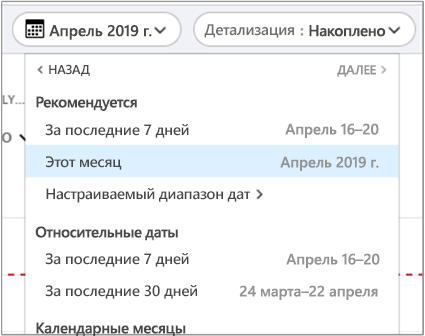 Апрель 2019 г. Детализация : Накоплено
< НАЗАД ДАЛЕЕ >
LY...
Рекомендуется
За последние 7 дней Апрель 16–20
О
Этот месяц Апрель 2019 г.
Настраиваемый диапазон дат >
Относительные даты
За последние 7 дней Апрель 16–20
За последние 30 дней 24 марта–22 апреля
Календарные месяцы